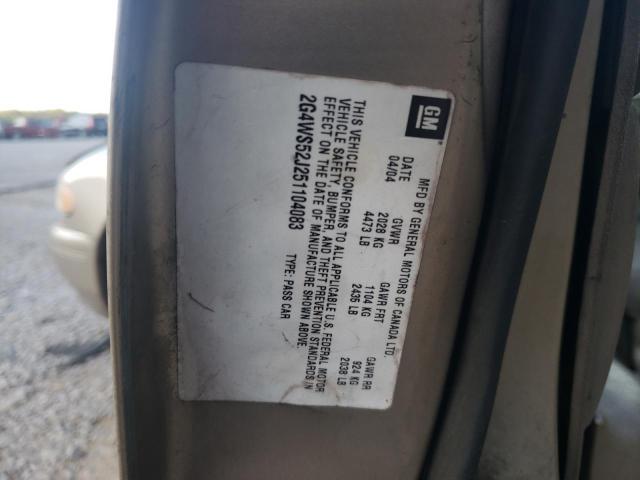 GM
MFD BY GENERAL MOTORS OF CANADA LTD.
DATE GVWR GAWR FRT GAWR RR
04/04 2028 KG 1104 KG 924 KG
4473 LB 2435 LB 2038 LB
THIS VEHICLE CONFORMS TO ALL APPLICABLE U.S. FEDERAL MOTOR
VEHICLE SAFETY, BUMPER, AND THEFT PREVENTION STANDARDS IN
EFFECT ON THE DATE OF MANUFACTURE SHOWN ABOVE.
2G4WS52J251104083 TYPE: PASS CAR